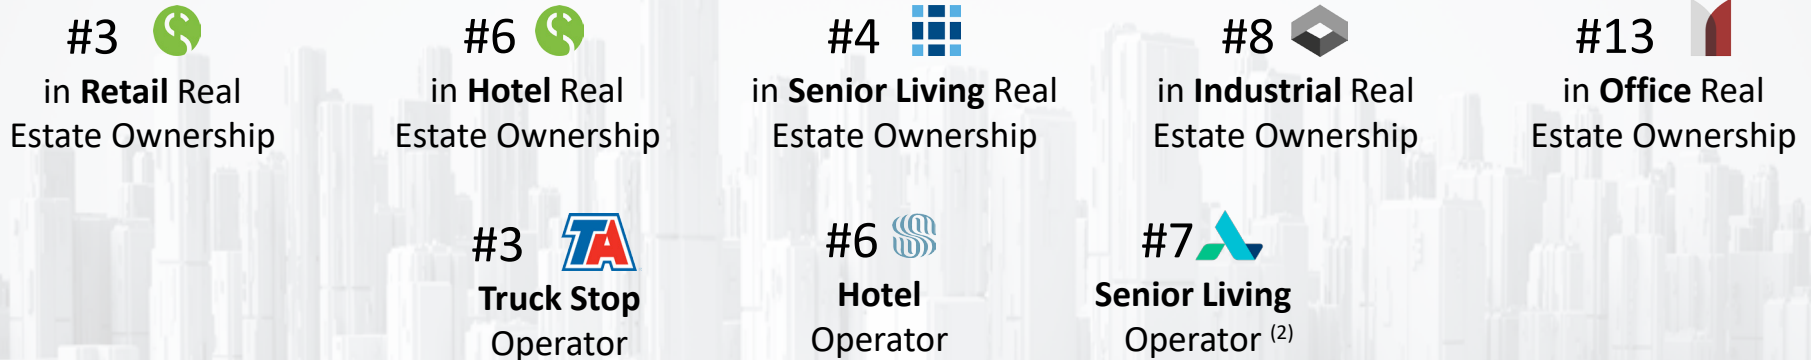 #3
in Retail Real
Estate Ownership
#6
in Hotel Real
Estate Ownership
#4
in Senior Living Real
Estate Ownership
#8
in Industrial Real
Estate Ownership
#13
in Office Real
Estate Ownership
#3 TA
Truck Stop
Operator
#6
Hotel
Operator
#7
Senior Living
Operator (2)